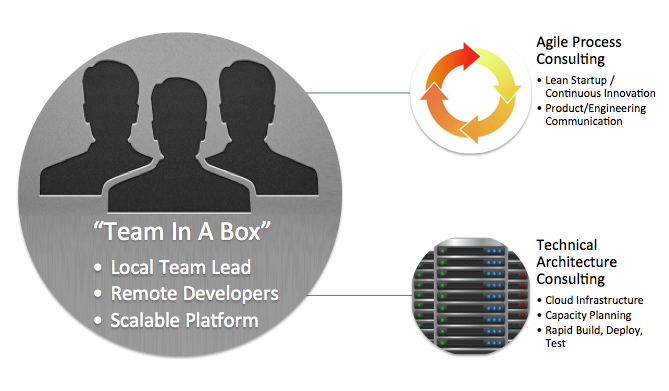 “Team In A Box”
• Local Team Lead
• Remote Developers
• Scalable Platform
Agile Process
Consulting
• Lean Startup /
Continuous Innovation
• Product/Engineering
Communication
Technical
Architecture
Consulting
• Cloud Infrastructure
• Capacity Planning
• Rapid Build, Deploy,
Test